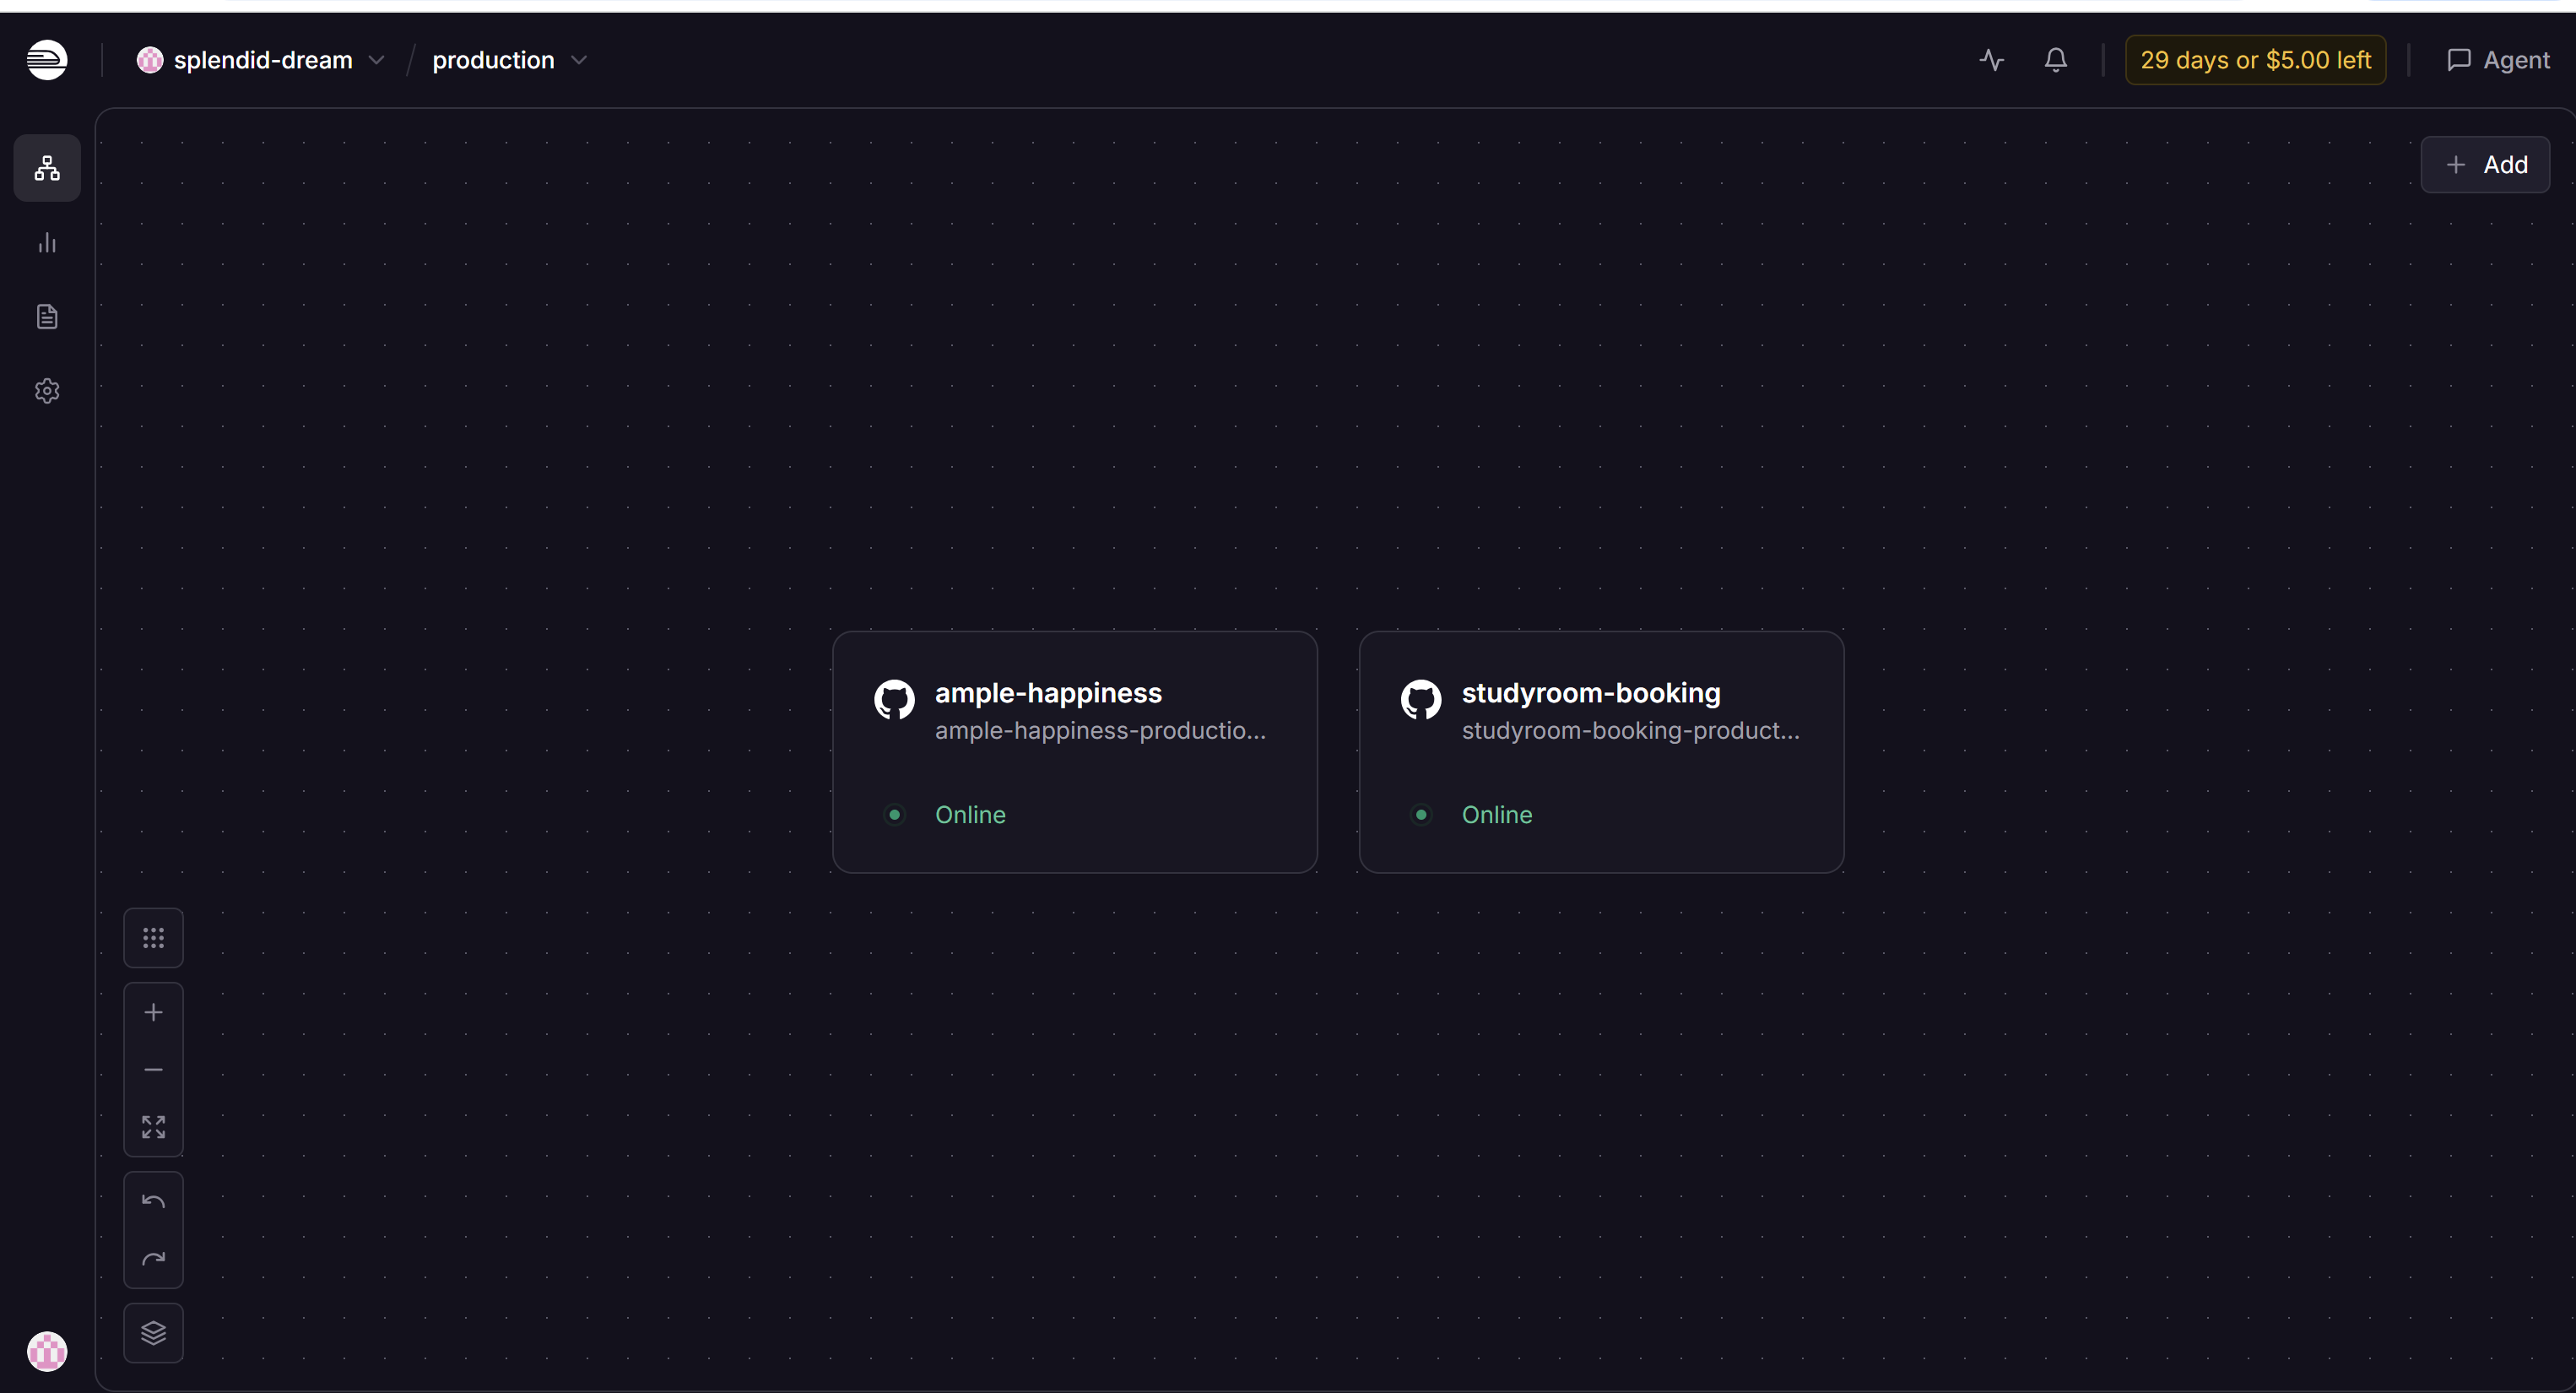 splendid-dream / production
29 days or $5.00 left
Agent
Add
ample-happiness
ample-happiness-productio...
Online
studyroom-booking
studyroom-booking-product...
Online